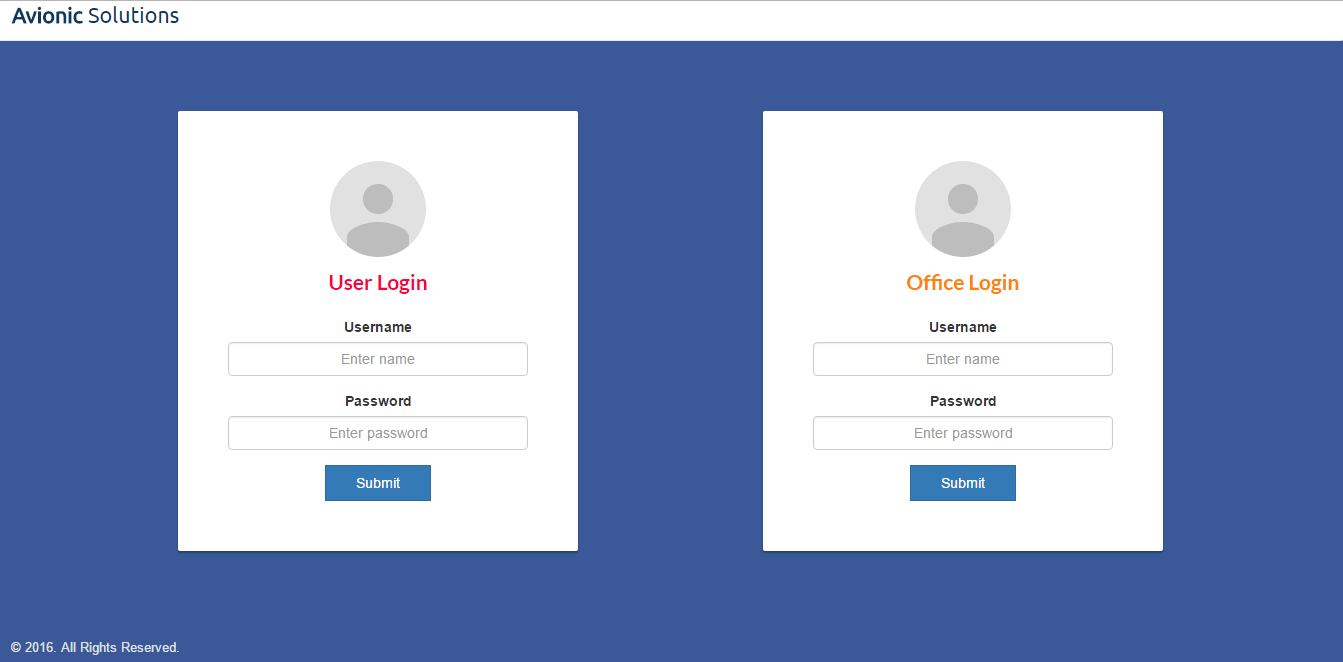 Avionic Solutions
User Login
Username
Enter name
Password
Enter password
Submit
Office Login
Username
Enter name
Password
Enter password
Submit
© 2016. All Rights Reserved.